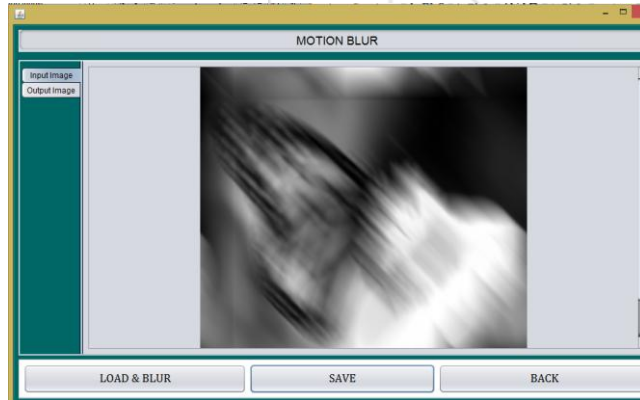 MOTION BLUR
Input Image
Output Image
LOAD & BLUR
SAVE
BACK